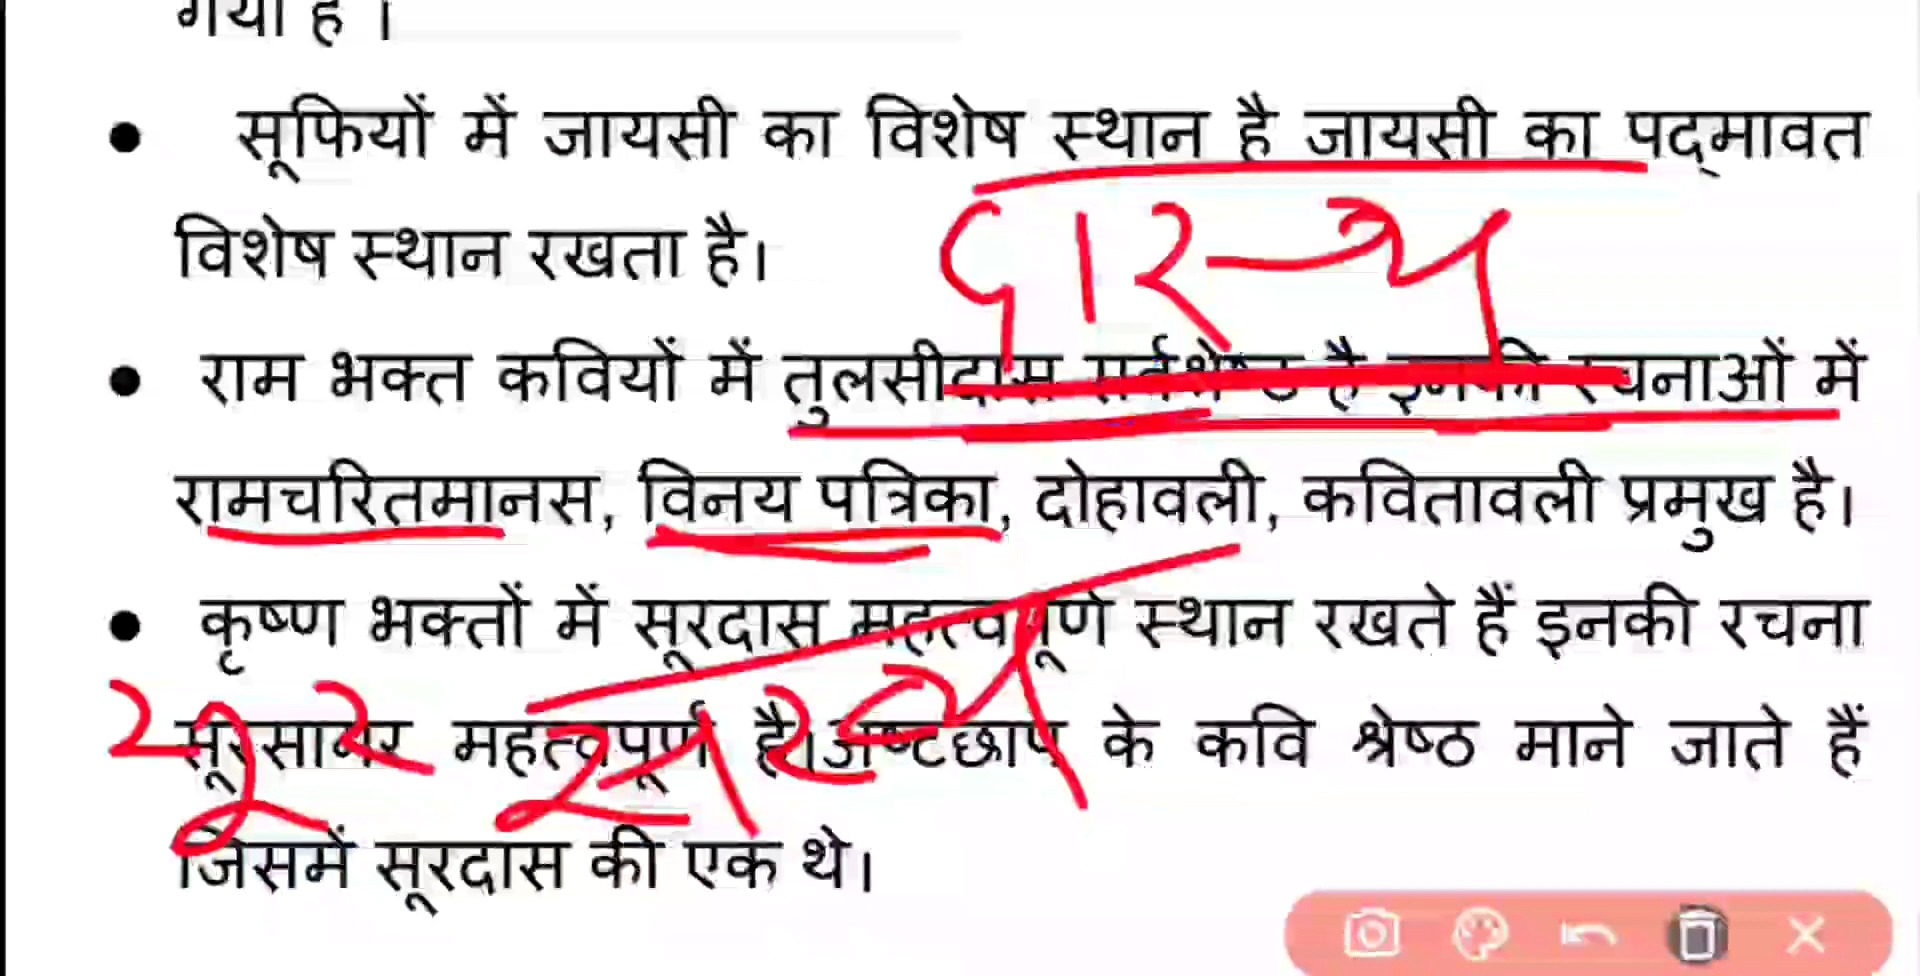 गया है ।
सूफियों में जायसी का विशेष स्थान है जायसी का पद्मावत
विशेष स्थान रखता है।
राम भक्त कवियों में तुलसीदास सर्वश्रेष्ठ है इनकी रचनाओं में
रामचरितमानस, विनय पत्रिका, दोहावली, कवितावली प्रमुख है।
कृष्ण भक्तों में सूरदास महत्वपूर्ण स्थान रखते हैं इनकी रचना
सूरसागर महत्वपूर्ण है।अष्टछाप के कवि श्रेष्ठ माने जाते हैं
जिसमें सूरदास की एक थे।